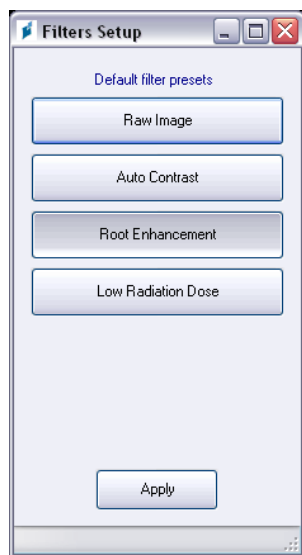 Filters Setup
Default filter presets
Raw Image
Auto Contrast
Root Enhancement
Low Radiation Dose
Apply